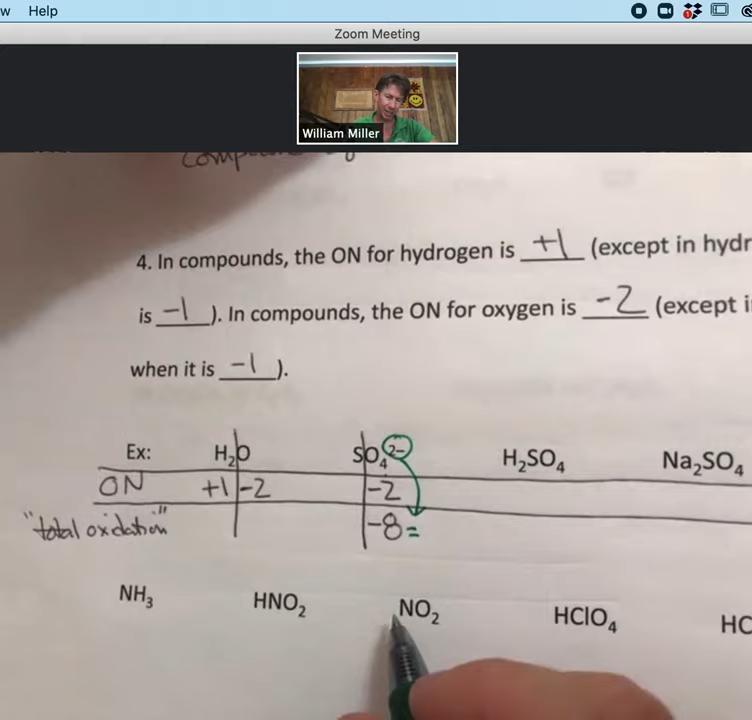 w Help
Zoom Meeting
William Miller
4. In compounds, the ON for hydrogen is +1 (except in hydr
is -1 ). In compounds, the ON for oxygen is -2 (except i
when it is -1 ).
Ex: H₂O SO₄²⁻ H₂SO₄ Na₂SO₄
ON +1 -2 -2
"total oxidation" -8=
NH₃ HNO₂ NO₂ HClO₄ HC